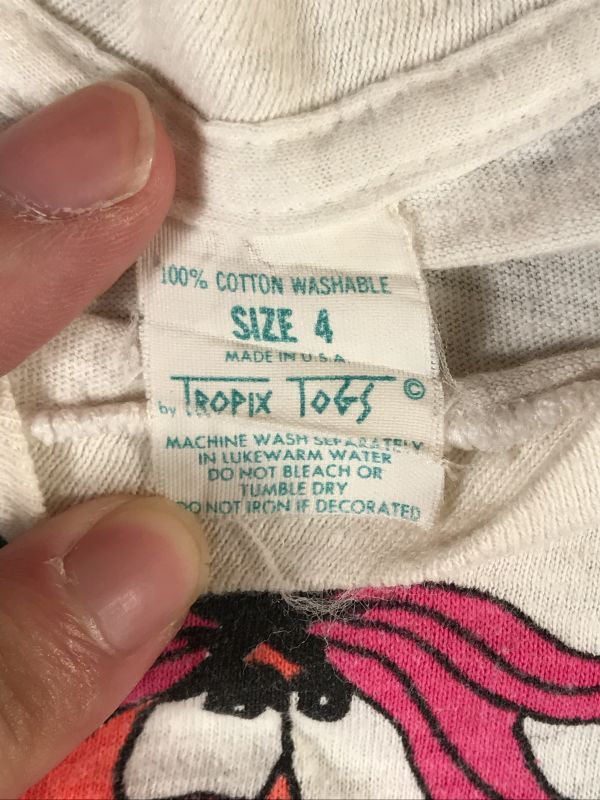 100% COTTON WASHABLE
SIZE 4
MADE IN U.S.A.
by TROPIX TOGS ©
MACHINE WASH SEPARATELY
IN LUKEWARM WATER
DO NOT BLEACH OR
TUMBLE DRY
DO NOT IRON IF DECORATED